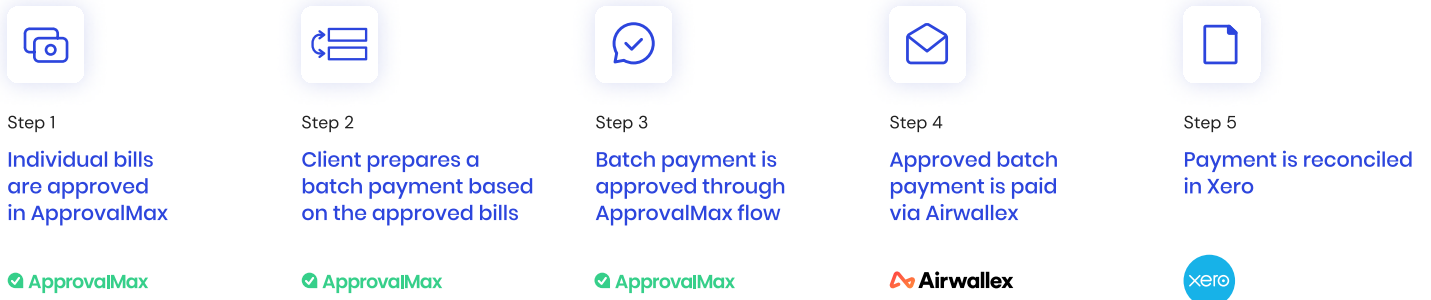 Step 1
Individual bills
are approved
in ApprovalMax
ApprovalMax
Step 2
Client prepares a
batch payment based
on the approved bills
ApprovalMax
Step 3
Batch payment is
approved through
ApprovalMax flow
ApprovalMax
Step 4
Approved batch
payment is paid
via Airwallex
Airwallex
Step 5
Payment is reconciled
in Xero
xero